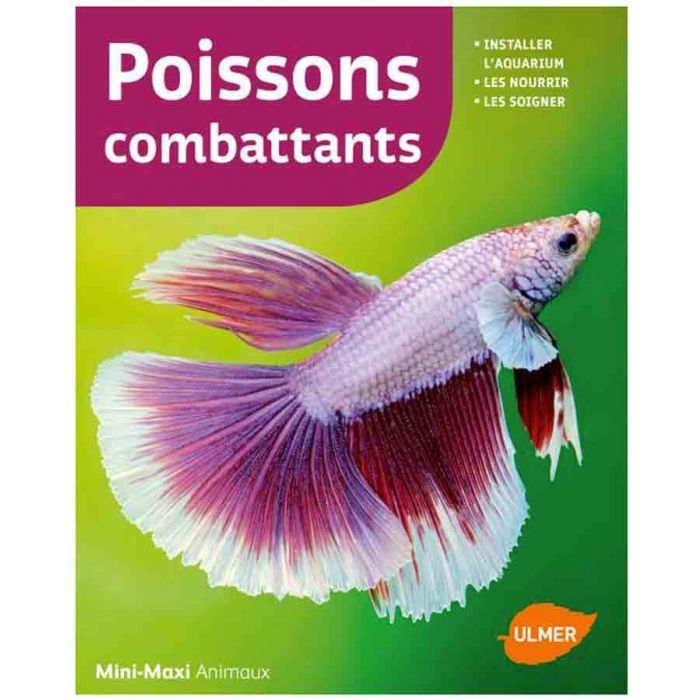 Poissons
combattants
▪ INSTALLER
L'AQUARIUM
▪ LES NOURRIR
▪ LES SOIGNER
ULMER
Mini-Maxi Animaux